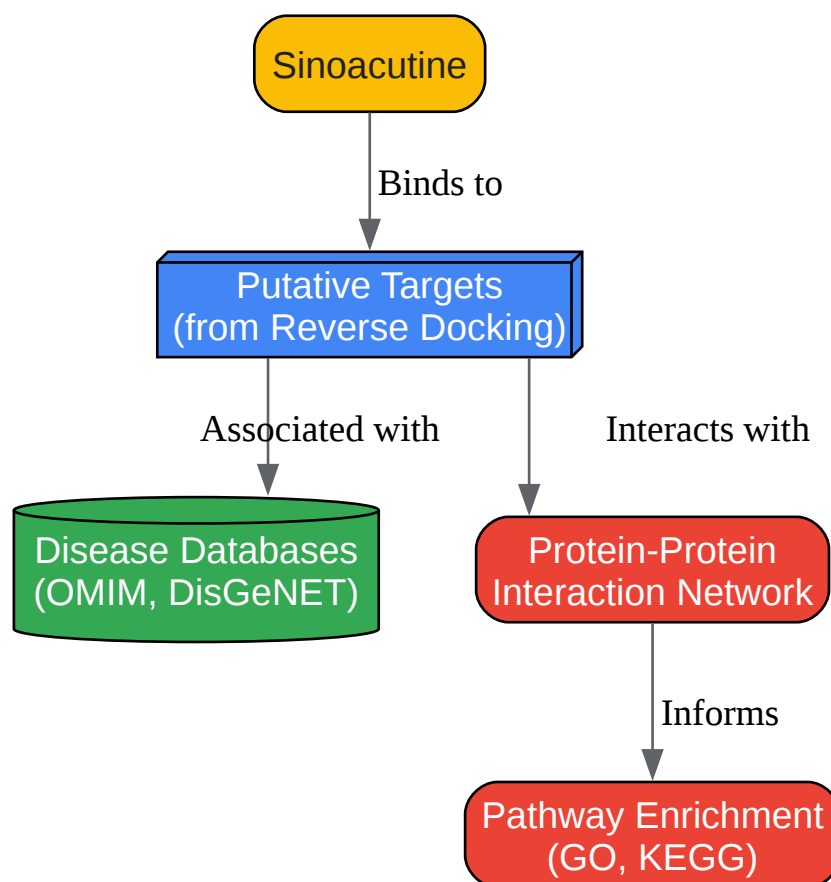 Sinoacutine
Binds to
Putative Targets
(from Reverse Docking)
Associated with
Interacts with
Disease Databases
(OMIM, DisGeNET)
Protein-Protein
Interaction Network
Informs
Pathway Enrichment
(GO, KEGG)